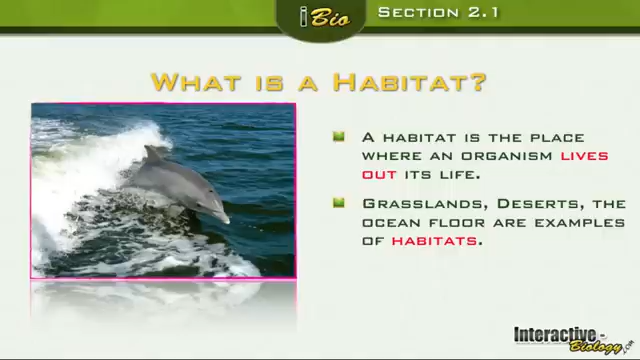 iBio
Section 2.1
What is a Habitat?
A habitat is the place
where an organism lives
out its life.
Grasslands, Deserts, the
ocean floor are examples
of habitats.
Interactive-
Biology.com